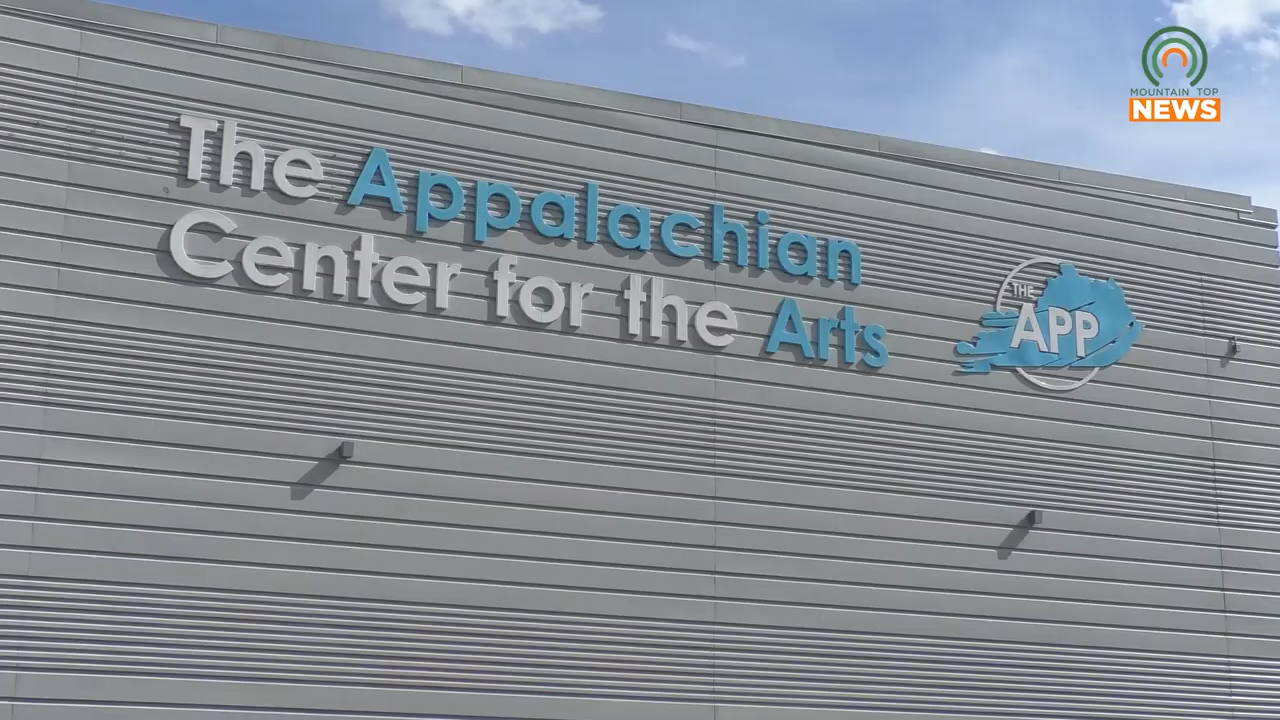 MOUNTAIN TOP
NEWS
The Appalachian
Center for the Arts
THE
APP